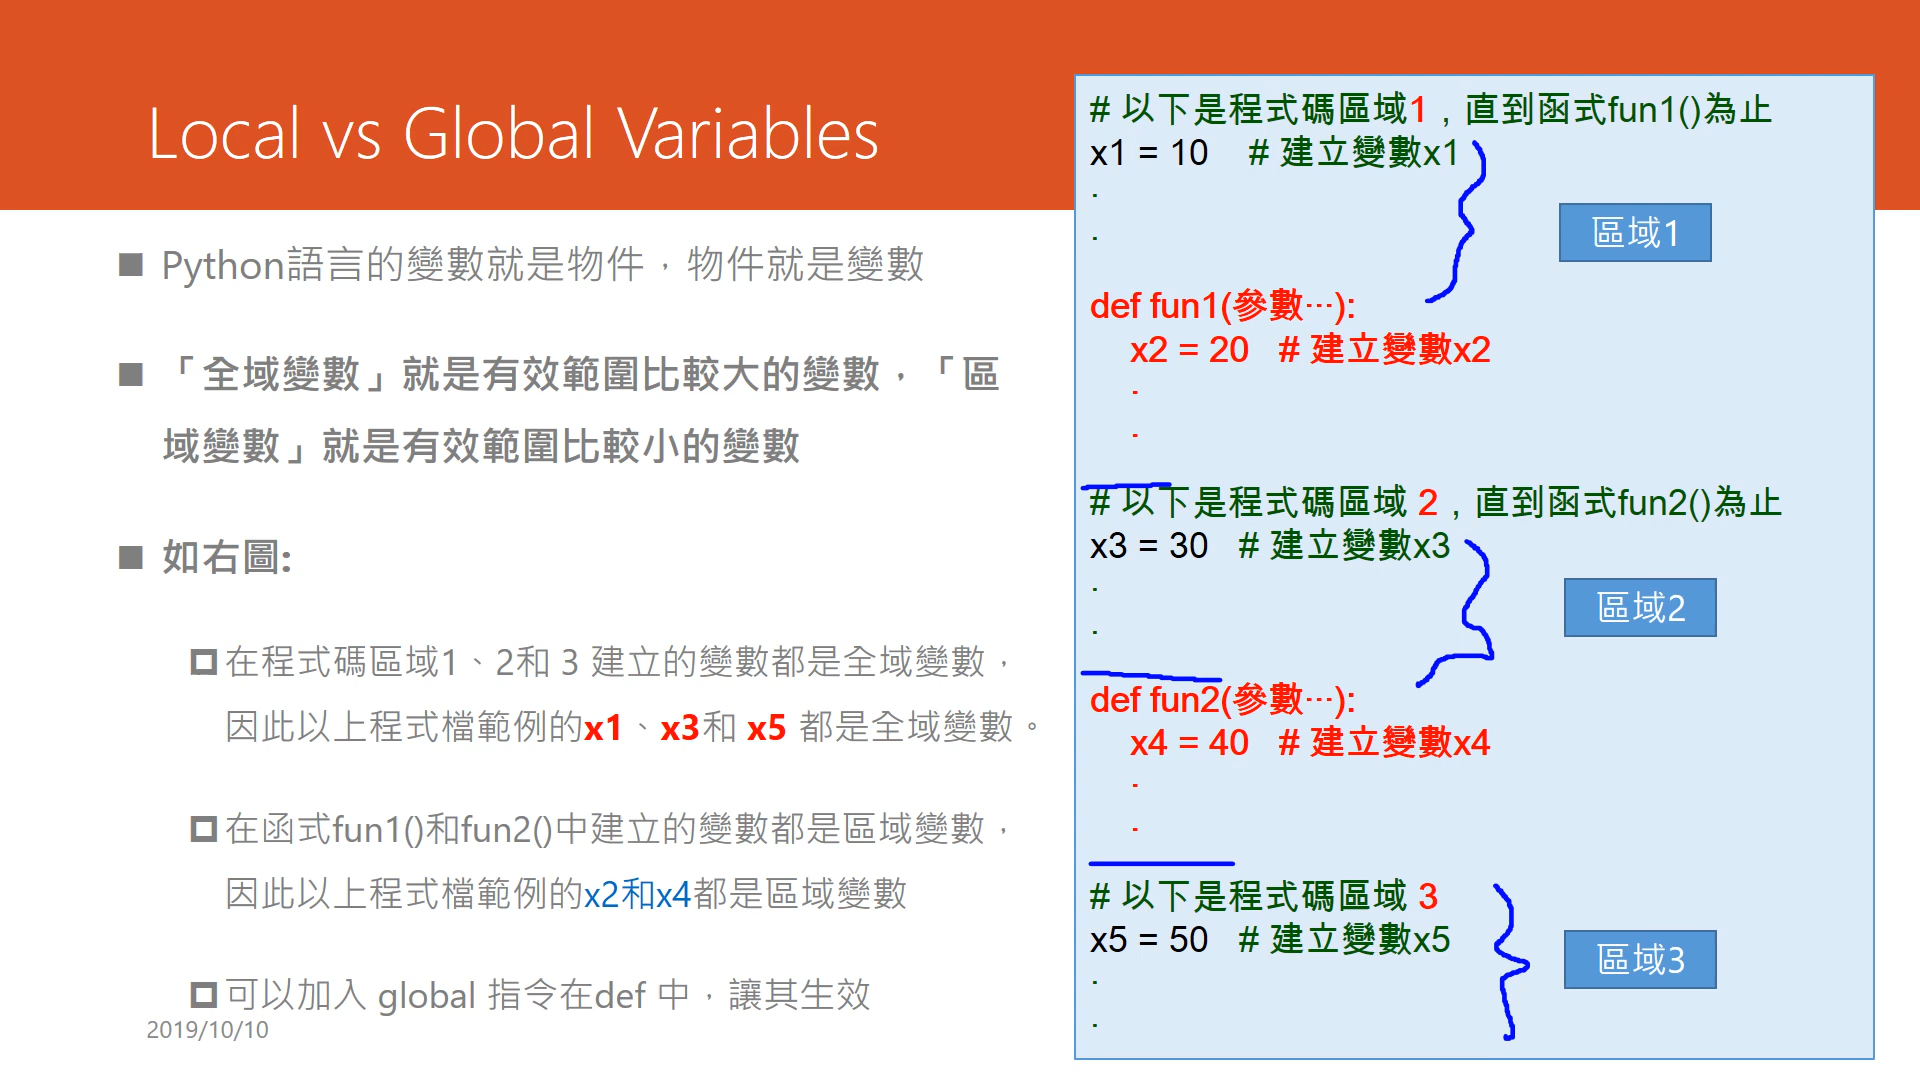 Local vs Global Variables
Python語言的變數就是物件，物件就是變數
「全域變數」就是有效範圍比較大的變數，「區
域變數」就是有效範圍比較小的變數
如右圖:
在程式碼區域1、2和 3 建立的變數都是全域變數，
因此以上程式檔範例的x1、x3和 x5 都是全域變數。
在函式fun1()和fun2()中建立的變數都是區域變數，
因此以上程式檔範例的x2和x4都是區域變數
可以加入 global 指令在def 中，讓其生效
2019/10/10
# 以下是程式碼區域1，直到函式fun1()為止
x1 = 10 # 建立變數x1
.
.
區域1
def fun1(參數…):
x2 = 20 # 建立變數x2
.
.
# 以下是程式碼區域 2，直到函式fun2()為止
x3 = 30 # 建立變數x3
.
.
區域2
def fun2(參數…):
x4 = 40 # 建立變數x4
.
.
# 以下是程式碼區域 3
x5 = 50 # 建立變數x5
.
.
區域3